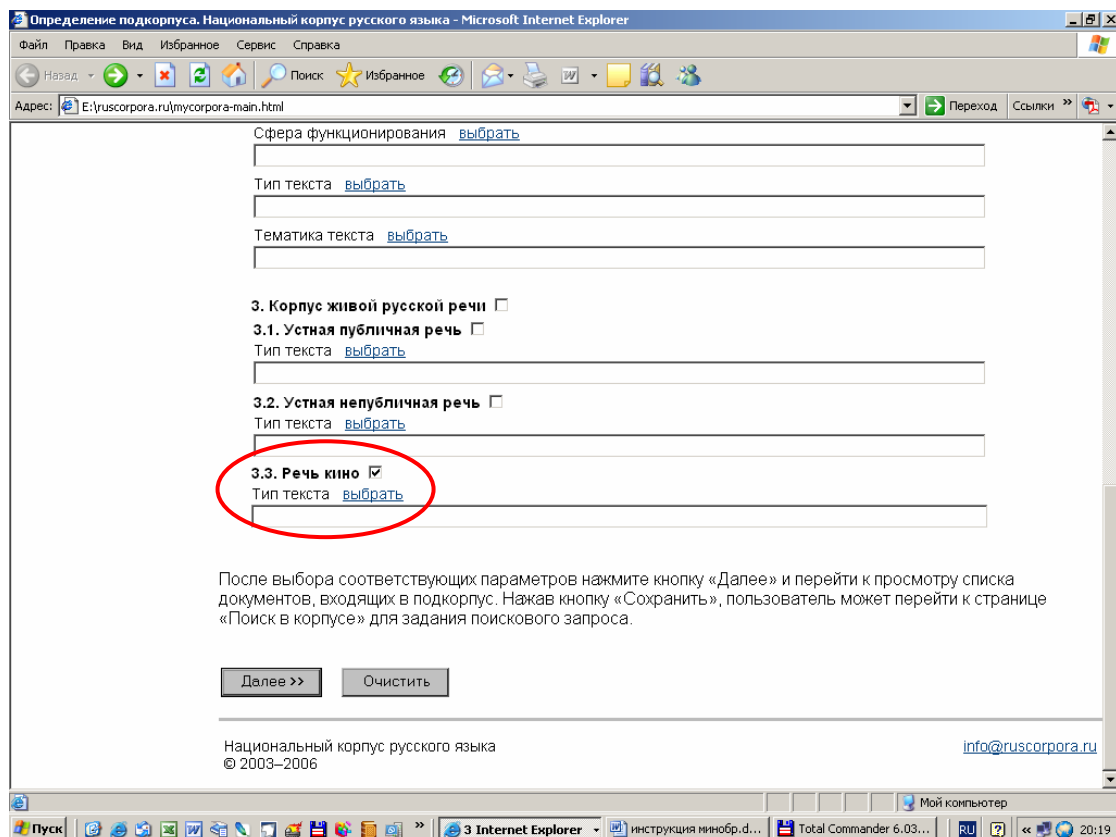 Определение подкорпуса. Национальный корпус русского языка - Microsoft Internet Explorer
Файл Правка Вид Избранное Сервис Справка
Назад Поиск Избранное
Адрес: E:\ruscorpora.ru\mycorpora-main.html Переход Ссылки »
Сфера функционирования выбрать
Тип текста выбрать
Тематика текста выбрать
3. Корпус живой русской речи
3.1. Устная публичная речь
Тип текста выбрать
3.2. Устная непубличная речь
Тип текста выбрать
3.3. Речь кино
Тип текста выбрать
После выбора соответствующих параметров нажмите кнопку «Далее» и перейти к просмотру списка
документов, входящих в подкорпус. Нажав кнопку «Сохранить», пользователь может перейти к странице
«Поиск в корпусе» для задания поискового запроса.
Далее >> Очистить
Национальный корпус русского языка info@ruscorpora.ru
© 2003–2006
Мой компьютер
Пуск » 3 Internet Explorer инструкция минобр.d... Total Commander 6.03... RU « 20:19